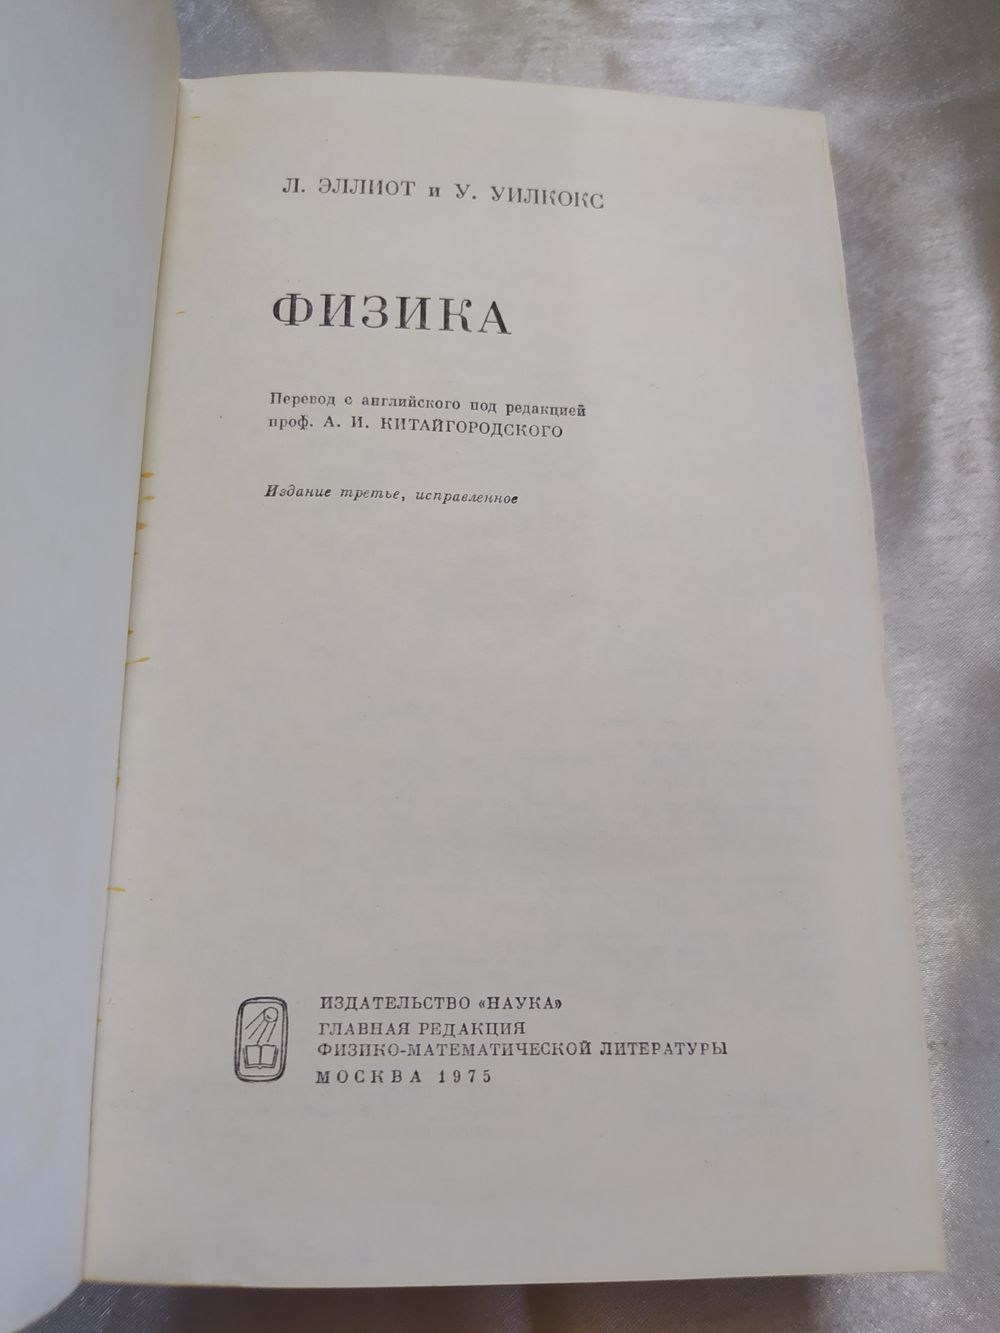 Л. ЭЛЛИОТ и У. УИЛКОКС
ФИЗИКА
Перевод с английского под редакцией
проф. А. И. КИТАЙГОРОДСКОГО
Издание третье, исправленное
ИЗДАТЕЛЬСТВО «НАУКА»
ГЛАВНАЯ РЕДАКЦИЯ
ФИЗИКО-МАТЕМАТИЧЕСКОЙ ЛИТЕРАТУРЫ
МОСКВА 1975